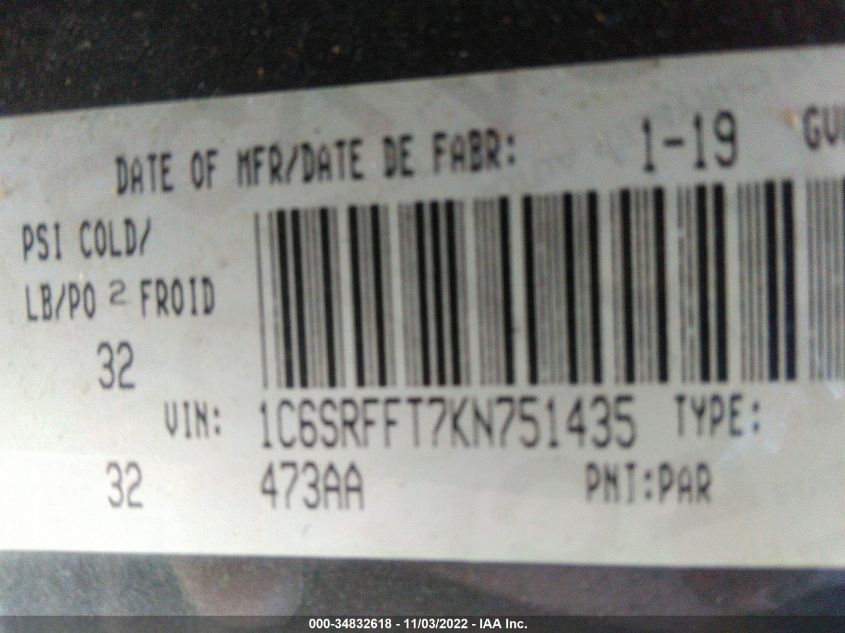 DATE OF MFR/DATE DE FABR: 1-19
PSI COLD/
LB/PO 2 FROID
32
VIN: 1C6SRFFT7KN751435 TYPE:
32 473AA PNT:PAR
000-34832618 - 11/03/2022 - IAA Inc.